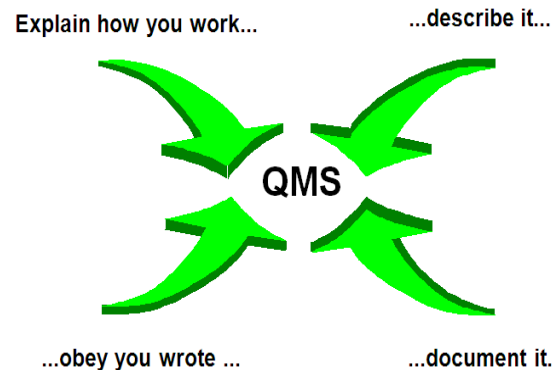 Explain how you work...
...describe it...
QMS
...obey you wrote ...
...document it.